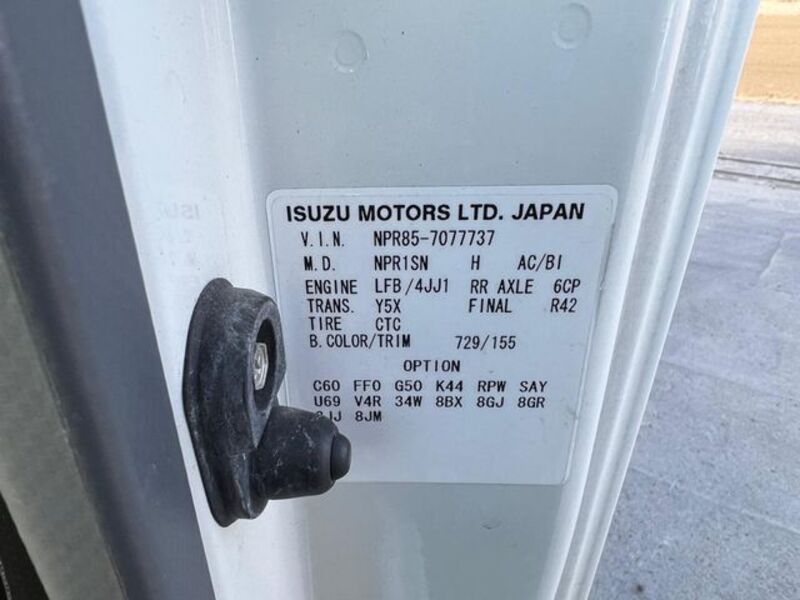 ISUZU MOTORS LTD. JAPAN
V.I.N. NPR85-7077737
M.D. NPR1SN H AC/BI
ENGINE LFB/4JJ1 RR AXLE 6CP
TRANS. Y5X FINAL R42
TIRE CTC
B.COLOR/TRIM 729/155
OPTION
C60 FF0 G50 K44 RPW SAY
U69 V4R 34W 8BX 8GJ 8GR
8JM